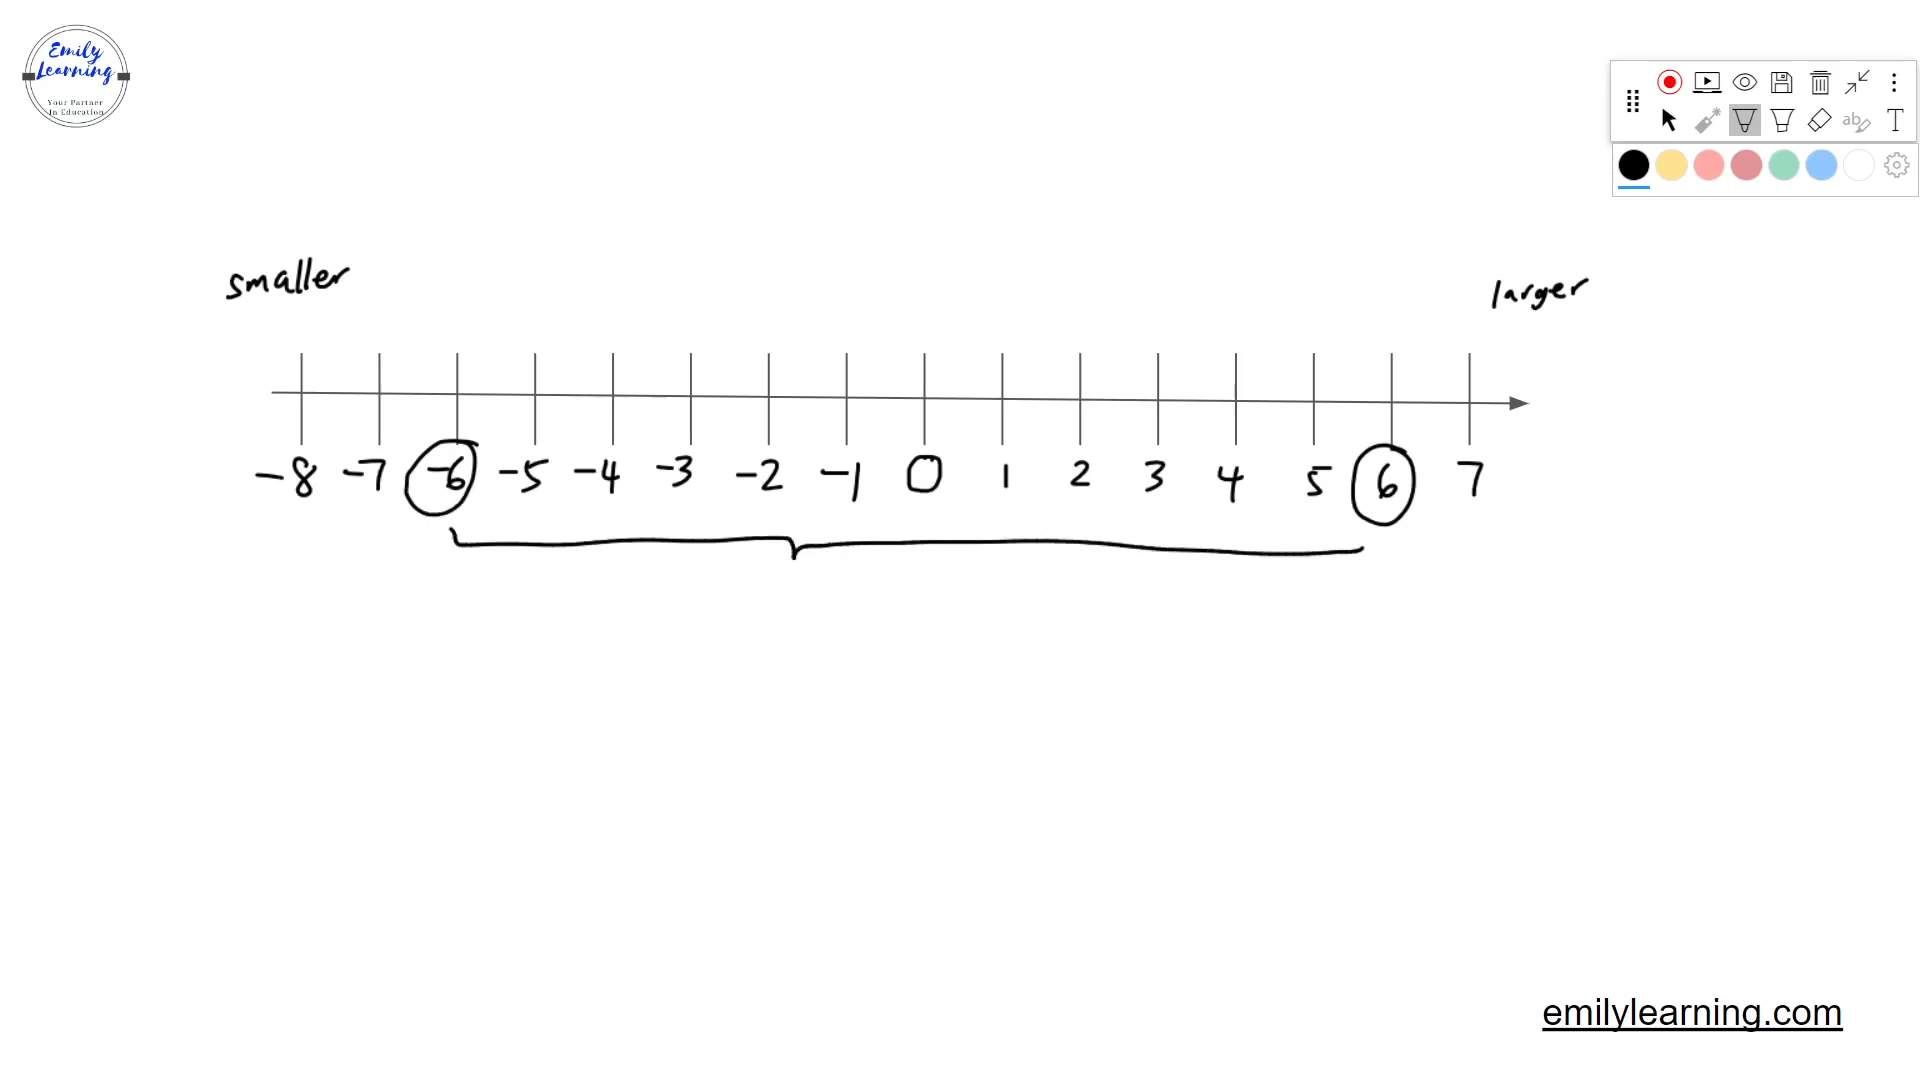 Emily
Learning
Your Partner
In Education
ab
T
smaller
larger
-8 -7 -6 -5 -4 -3 -2 -1 0 1 2 3 4 5 6 7
emilylearning.com